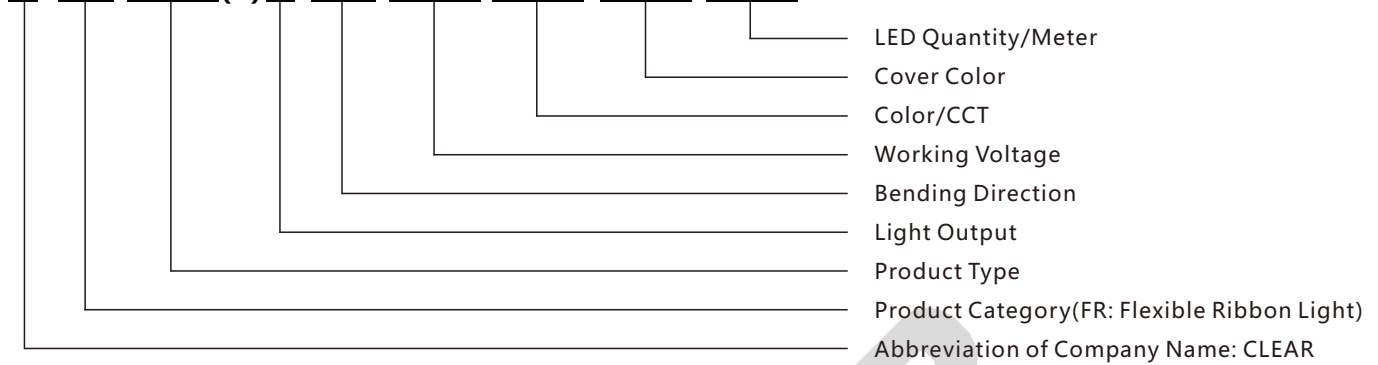 LED Quantity/Meter
Cover Color
Color/CCT
Working Voltage
Bending Direction
Light Output
Product Type
Product Category(FR: Flexible Ribbon Light)
Abbreviation of Company Name: CLEAR